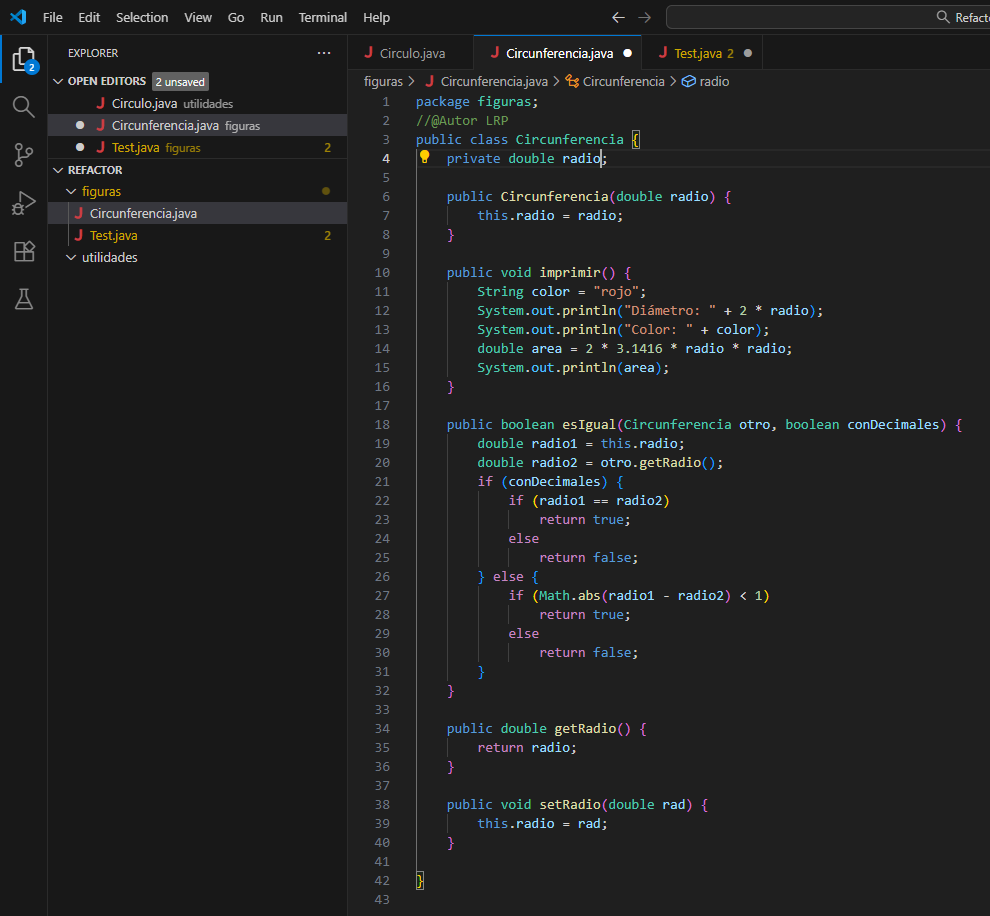 File Edit Selection View Go Run Terminal Help
Refacto
EXPLORER
OPEN EDITORS 2 unsaved
Circulo.java utilidades
Circunferencia.java figuras
Test.java figuras 2
REFACTOR
figuras
Circunferencia.java
Test.java 2
utilidades
2
Circulo.java Circunferencia.java Test.java 2
figuras > Circunferencia.java > Circunferencia > radio
1 package figuras;
2 //@Autor LRP
3 public class Circunferencia {
4 private double radio;
5
6 public Circunferencia(double radio) {
7 this.radio = radio;
8 }
9
10 public void imprimir() {
11 String color = "rojo";
12 System.out.println("Diámetro: " + 2 * radio);
13 System.out.println("Color: " + color);
14 double area = 2 * 3.1416 * radio * radio;
15 System.out.println(area);
16 }
17
18 public boolean esIgual(Circunferencia otro, boolean conDecimales) {
19 double radio1 = this.radio;
20 double radio2 = otro.getRadio();
21 if (conDecimales) {
22 if (radio1 == radio2)
23 return true;
24 else
25 return false;
26 } else {
27 if (Math.abs(radio1 - radio2) < 1)
28 return true;
29 else
30 return false;
31 }
32 }
33
34 public double getRadio() {
35 return radio;
36 }
37
38 public void setRadio(double rad) {
39 this.radio = rad;
40 }
41
42 }
43